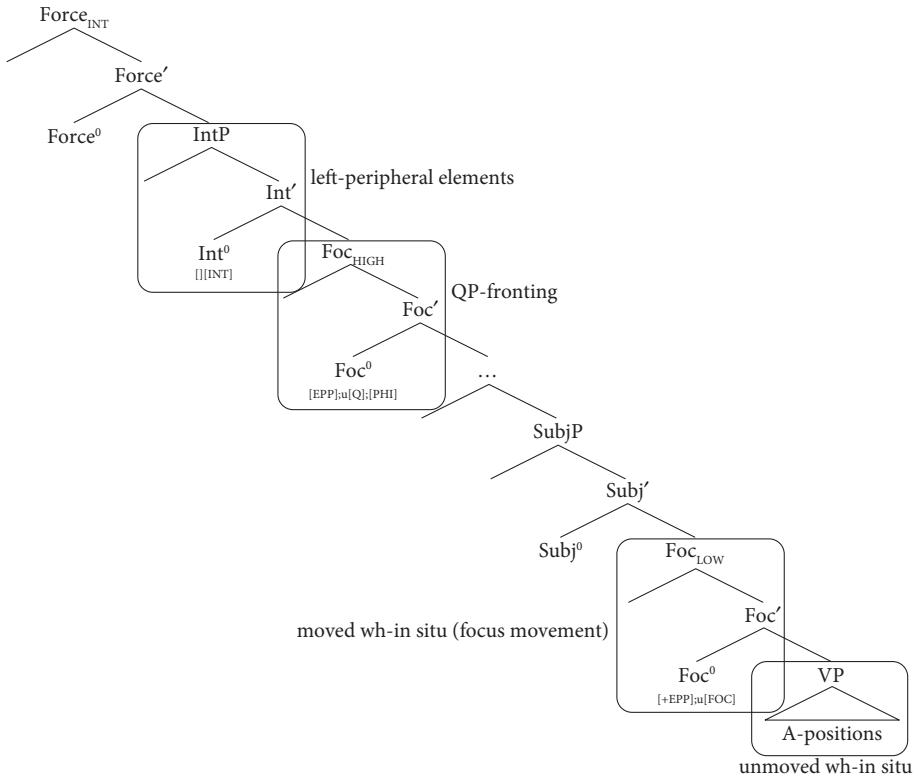 Force_INT
Force′
Force⁰
IntP
left-peripheral elements
Int′
Int⁰
[][INT]
Foc_HIGH
QP-fronting
Foc′
Foc⁰
[EPP];u[Q];[PHI]
…
SubjP
Subj′
Subj⁰
Foc_LOW
Foc′
moved wh-in situ (focus movement)
Foc⁰
[+EPP];u[FOC]
VP
A-positions
unmoved wh-in situ